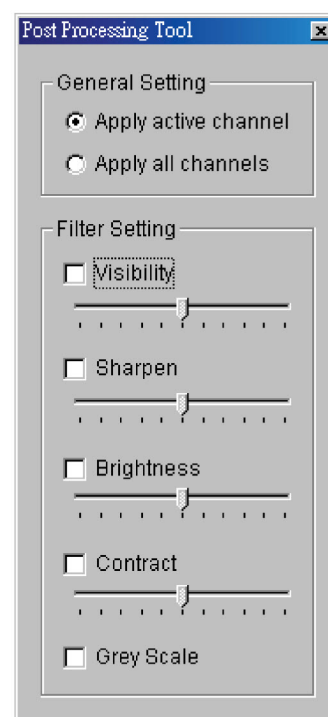 Post Processing Tool
General Setting
Apply active channel
Apply all channels
Filter Setting
Visibility
Sharpen
Brightness
Contract
Grey Scale